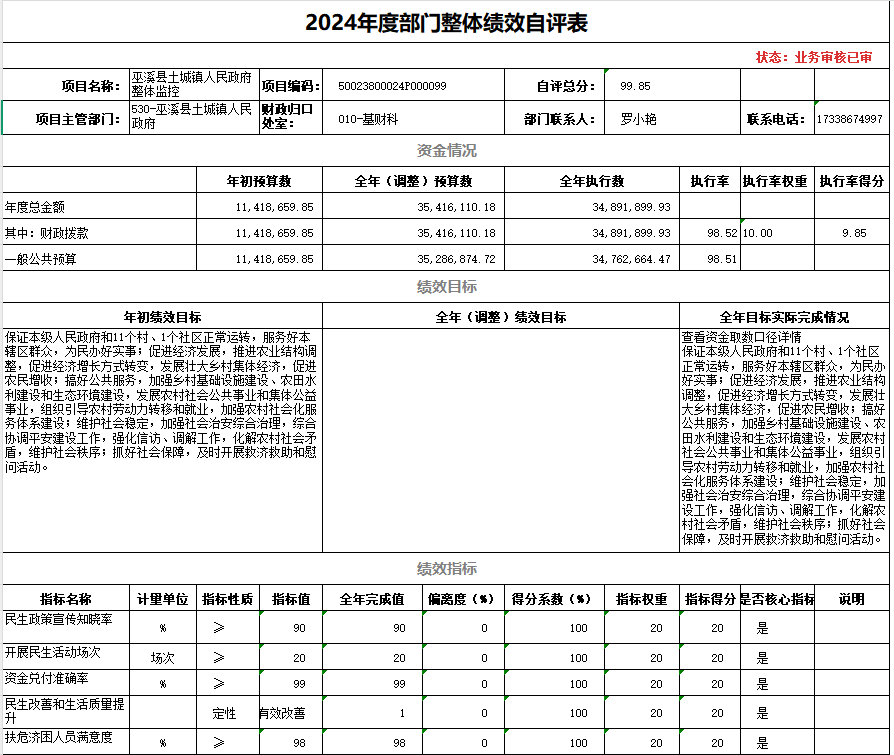 2024年度部门整体绩效自评表
状态：业务审核已审
项目名称： 巫溪县土城镇人民政府整体监控 项目编码： 50023800024P000099 自评总分： 99.85
项目主管部门： 530-巫溪县土城镇人民政府 财政归口处室： 010-基财科 部门联系人： 罗小艳 联系电话： 17338674997
资金情况
年初预算数 全年（调整）预算数 全年执行数 执行率 执行率权重 执行率得分
年度总金额 11,418,659.85 35,416,110.18 34,891,899.93
其中：财政拨款 11,418,659.85 35,416,110.18 34,891,899.93 98.52 10.00 9.85
一般公共预算 11,418,659.85 35,286,874.72 34,762,664.47 98.51
绩效目标
年初绩效目标 全年（调整）绩效目标 全年目标实际完成情况
保证本级人民政府和11个村、1个社区正常运转，服务好本
辖区群众，为民办好实事；促进经济发展，推进农业结构调
整，促进经济增长方式转变，发展壮大乡村集体经济，促进
农民增收；搞好公共服务，加强乡村基础设施建设、农田水
利建设和生态环境建设，发展农村社会公共事业和集体公益
事业，组织引导农村劳动力转移和就业，加强农村社会化服
务体系建设；维护社会稳定，加强社会治安综合治理，综合
协调平安建设工作，强化信访、调解工作，化解农村社会矛
盾，维护社会秩序；抓好社会保障，及时开展救济救助和慰
问活动。
查看资金取数口径详情
保证本级人民政府和11个村、1个社区
正常运转，服务好本辖区群众，为民办
好实事；促进经济发展，推进农业结构
调整，促进经济增长方式转变，发展壮
大乡村集体经济，促进农民增收；搞好
公共服务，加强乡村基础设施建设、农
田水利建设和生态环境建设，发展农村
社会公共事业和集体公益事业，组织引
导农村劳动力转移和就业，加强农村社
会化服务体系建设；维护社会稳定，加
强社会治安综合治理，综合协调平安建
设工作，强化信访、调解工作，化解农
村社会矛盾，维护社会秩序；抓好社会
保障，及时开展救济救助和慰问活动。
绩效指标
指标名称 计量单位 指标性质 指标值 全年完成值 偏离度（%） 得分系数（%） 指标权重 指标得分 是否核心指标 说明
民生政策宣传知晓率 % ≥ 90 90 0 100 20 20 是
开展民生活动场次 场次 ≥ 20 20 0 100 20 20 是
资金兑付准确率 % ≥ 99 99 0 100 20 20 是
民生改善和生活质量提升 定性 有效改善 1 0 100 20 20 是
扶危济困人员满意度 % ≥ 98 98 0 100 20 20 是